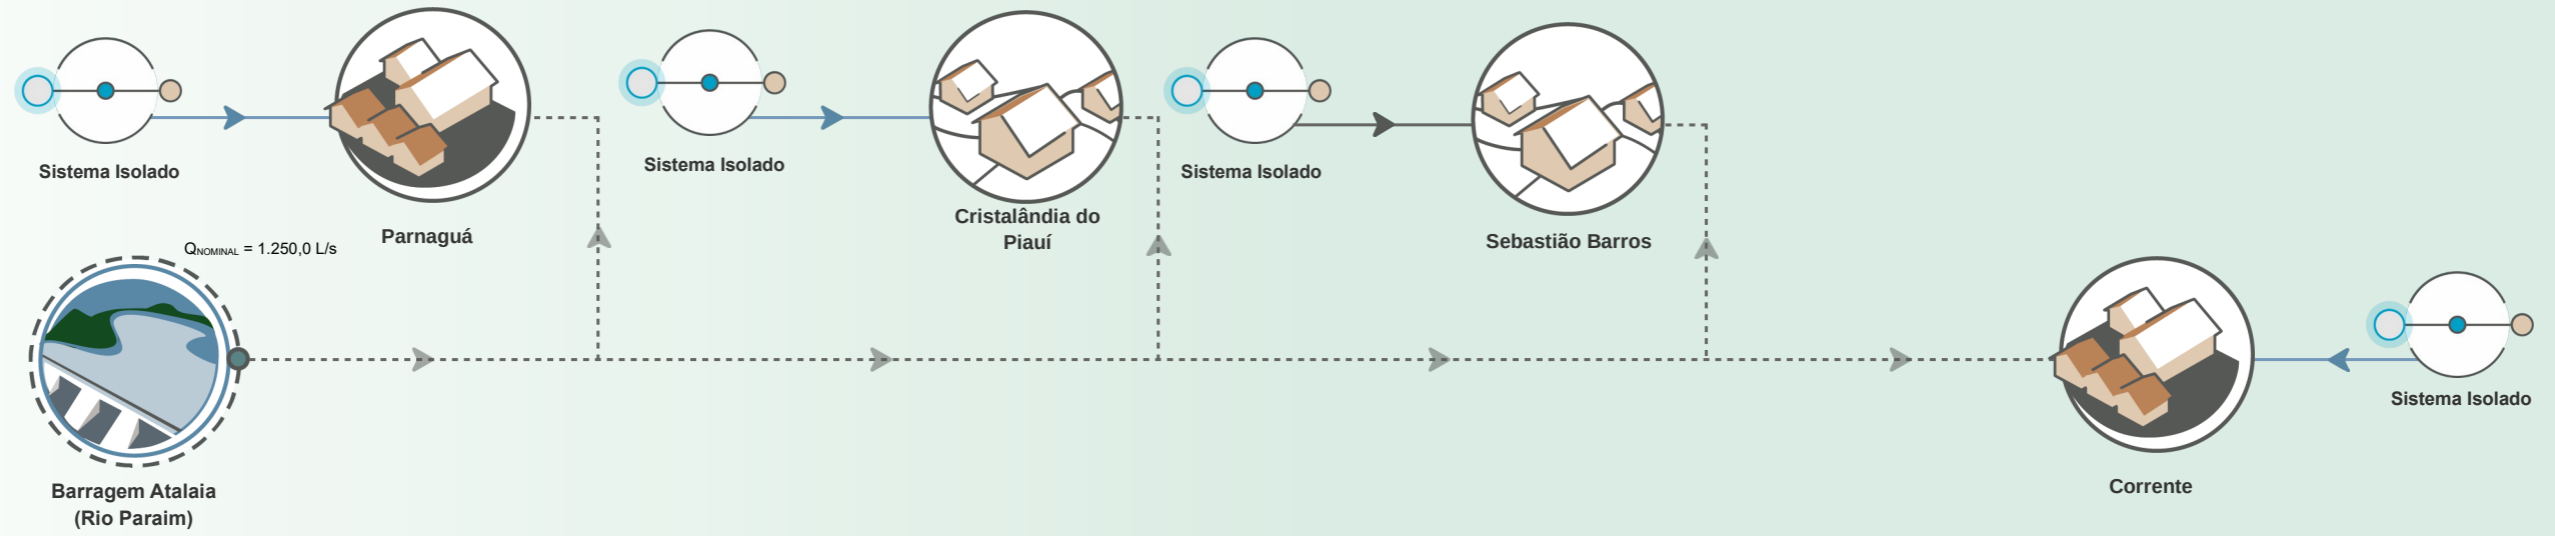 Sistema Isolado
Parnaguá
Sistema Isolado
Cristalândia do
Piauí
Sistema Isolado
Sebastião Barros
QNOMINAL = 1.250,0 L/s
Barragem Atalaia
(Rio Paraim)
Corrente
Sistema Isolado